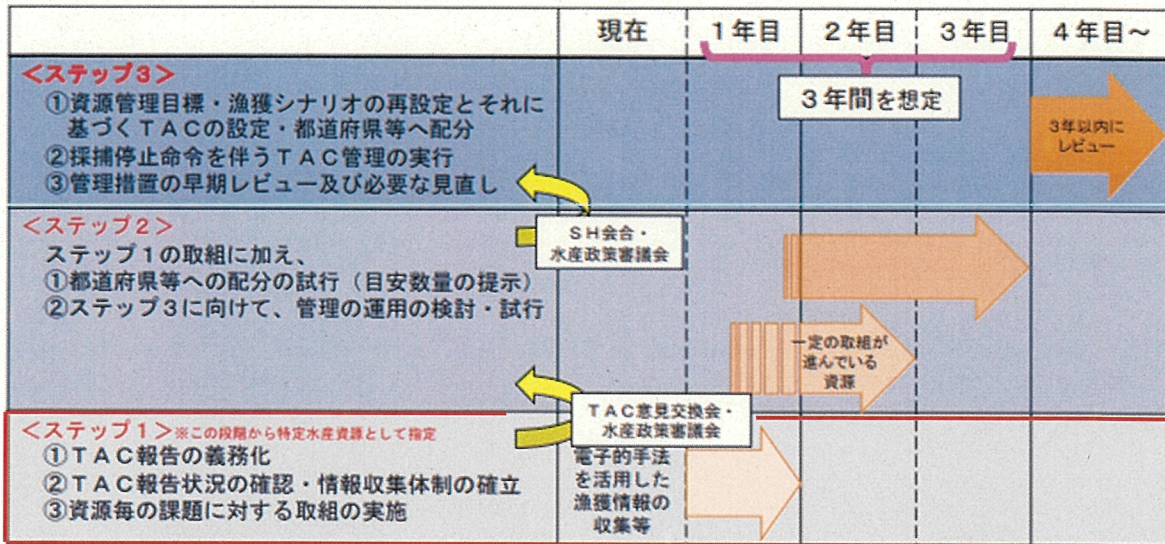 現在
1年目
2年目
3年目
4年目～
3年間を想定
＜ステップ3＞
①資源管理目標・漁獲シナリオの再設定とそれに
基づくTACの設定・都道府県等へ配分
②採捕停止命令を伴うTAC管理の実行
③管理措置の早期レビュー及び必要な見直し
3年以内に
レビュー
SH会合・
水産政策審議会
＜ステップ2＞
ステップ1の取組に加え、
①都道府県等への配分の試行（目安数量の提示）
②ステップ3に向けて、管理の運用の検討・試行
一定の取組が
進んでいる
資源
TAC意見交換会・
水産政策審議会
＜ステップ1＞※この段階から特定水産資源として指定
①TAC報告の義務化
②TAC報告状況の確認・情報収集体制の確立
③資源毎の課題に対する取組の実施
電子的手法
を活用した
漁獲情報の
収集等